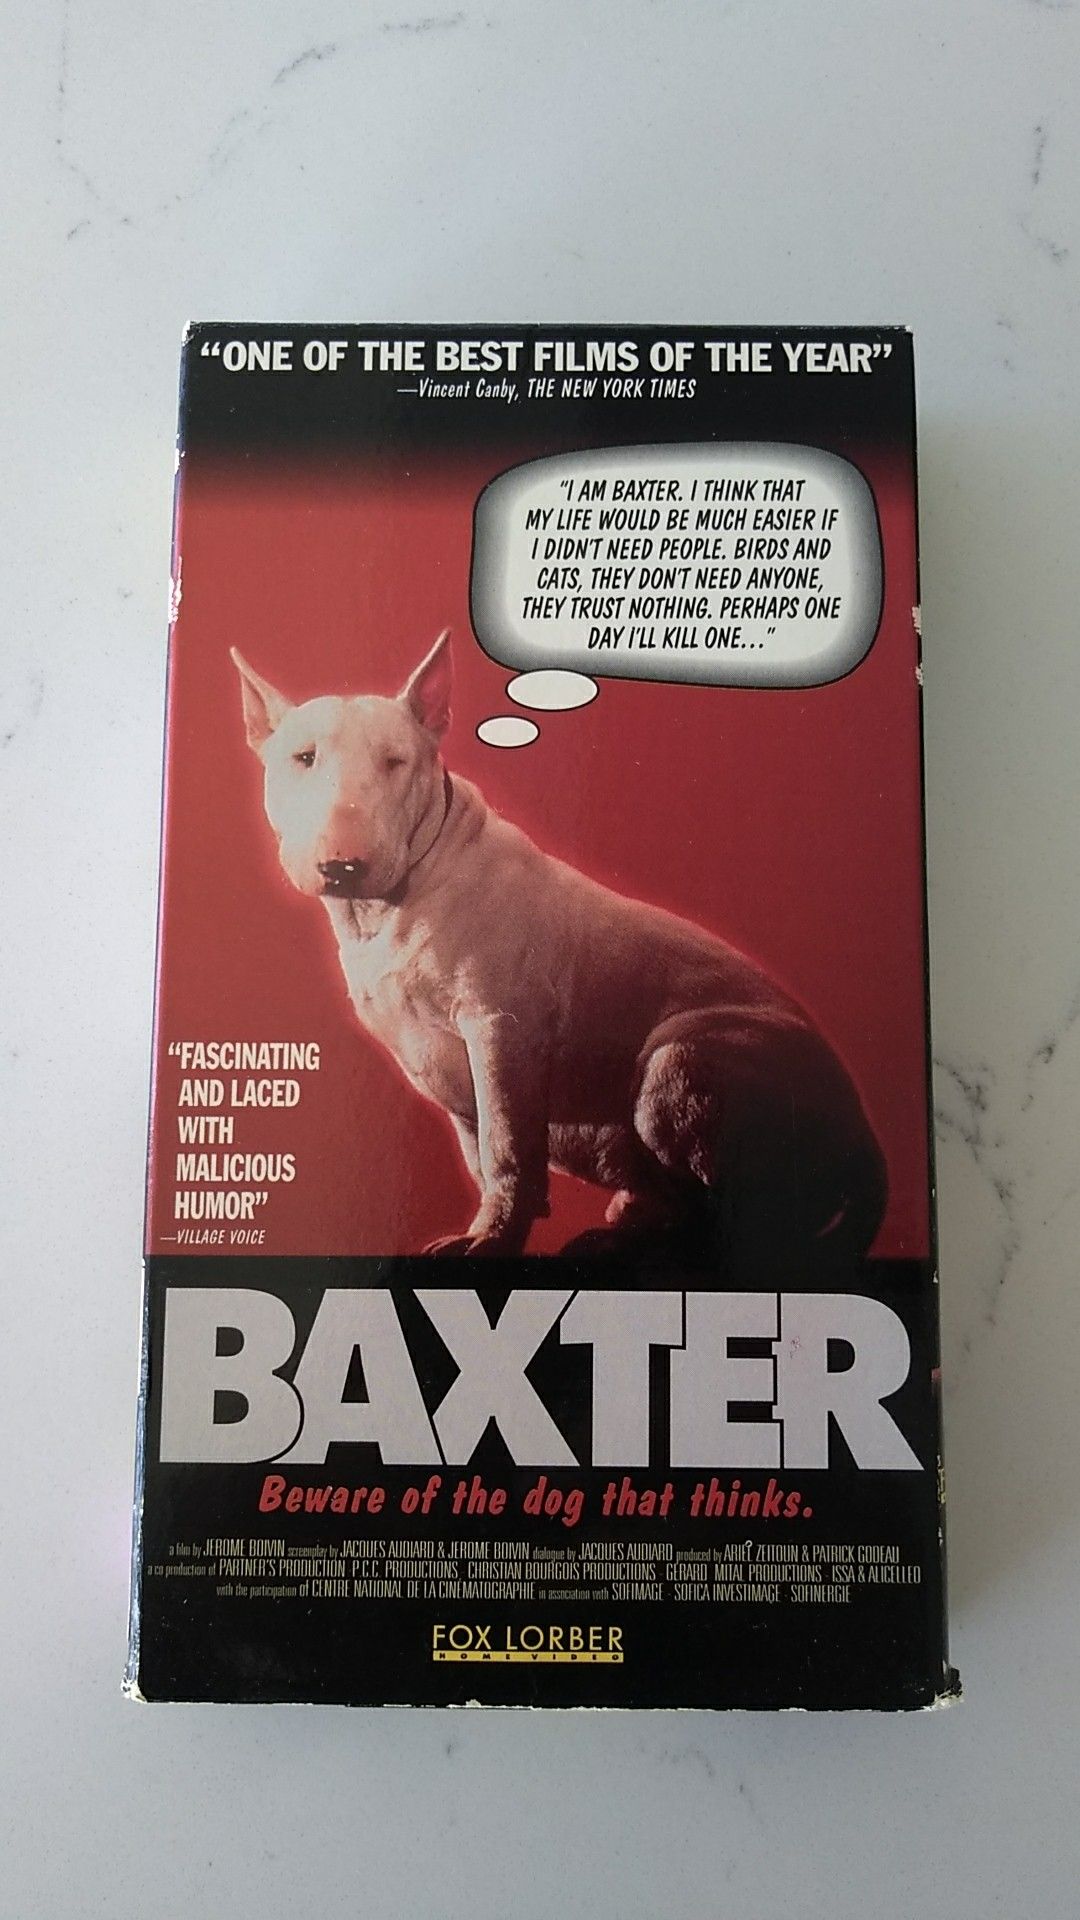 “ONE OF THE BEST FILMS OF THE YEAR”
—Vincent Canby, THE NEW YORK TIMES
“I AM BAXTER. I THINK THAT
MY LIFE WOULD BE MUCH EASIER IF
I DIDN'T NEED PEOPLE. BIRDS AND
CATS, THEY DON'T NEED ANYONE,
THEY TRUST NOTHING. PERHAPS ONE
DAY I'LL KILL ONE...”
“FASCINATING
AND LACED
WITH
MALICIOUS
HUMOR”
—VILLAGE VOICE
BAXTER
Beware of the dog that thinks.
a film by JEROME BOIVIN screenplay by JACQUES AUDIARD & JEROME BOIVIN dialogue by JACQUES AUDIARD produced by ARIEL ZEITOUN & PATRICK GODEAU
a co production of PARTNER'S PRODUCTION · P.C.C. PRODUCTIONS · CHRISTIAN BOURGOIS PRODUCTIONS · GERARD MITAL PRODUCTIONS · ISSA & ALICELEO
with the participation of CENTRE NATIONAL DE LA CINEMATOGRAPHIE in association with SOFIMAGE · SOFICA INVESTIMAGE · SOFINERGIE
FOX LORBER
HOME VIDEO